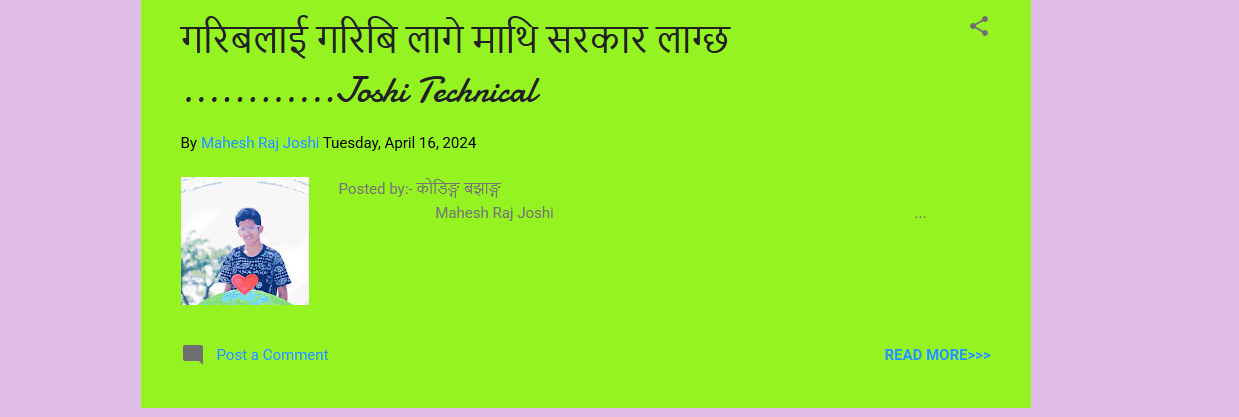 गरिबलाई गरिबि लागे माथि सरकार लाग्छ
............Joshi Technical
By Mahesh Raj Joshi Tuesday, April 16, 2024
Posted by:- कोडिङ्ग बझाङ्ग
Mahesh Raj Joshi ...
Post a Comment
READ MORE>>>